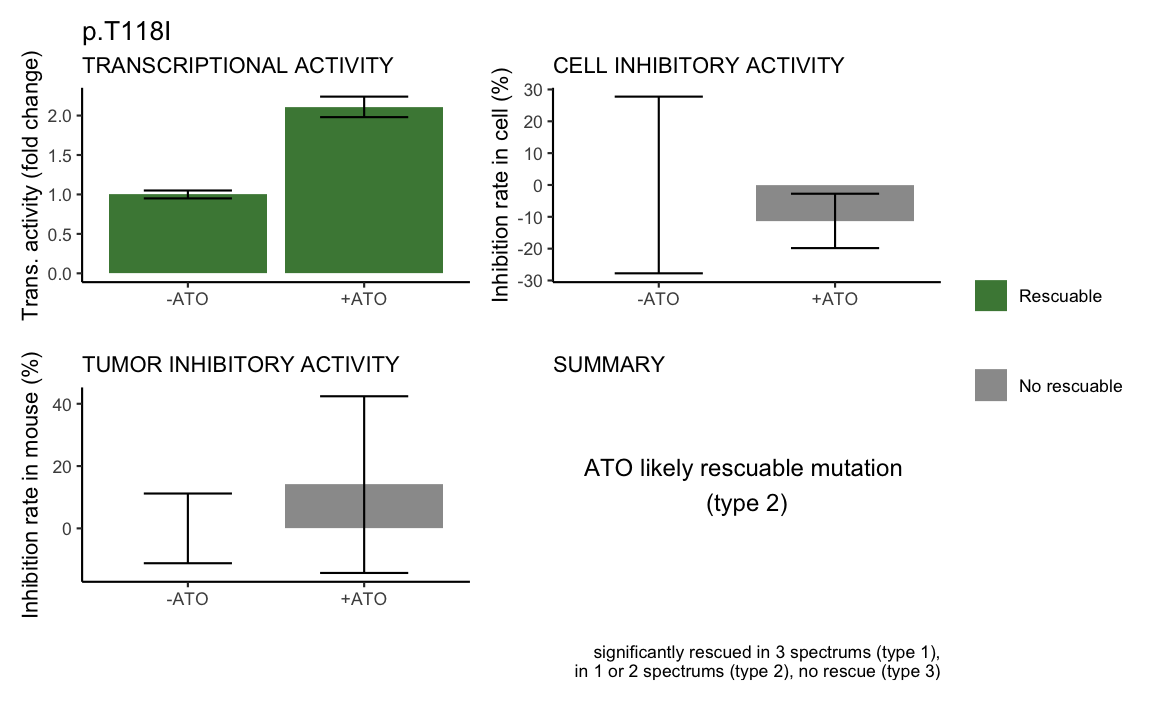 p.T118I
TRANSCRIPTIONAL ACTIVITY
Trans. activity (fold change)
2.0
1.5
1.0
0.5
0.0
-ATO
+ATO
CELL INHIBITORY ACTIVITY
Inhibition rate in cell (%)
30
20
10
0
-10
-20
-30
-ATO
+ATO
Rescuable
No rescuable
TUMOR INHIBITORY ACTIVITY
Inhibition rate in mouse (%)
40
20
0
-ATO
+ATO
SUMMARY
ATO likely rescuable mutation
(type 2)
significantly rescued in 3 spectrums (type 1),
in 1 or 2 spectrums (type 2), no rescue (type 3)